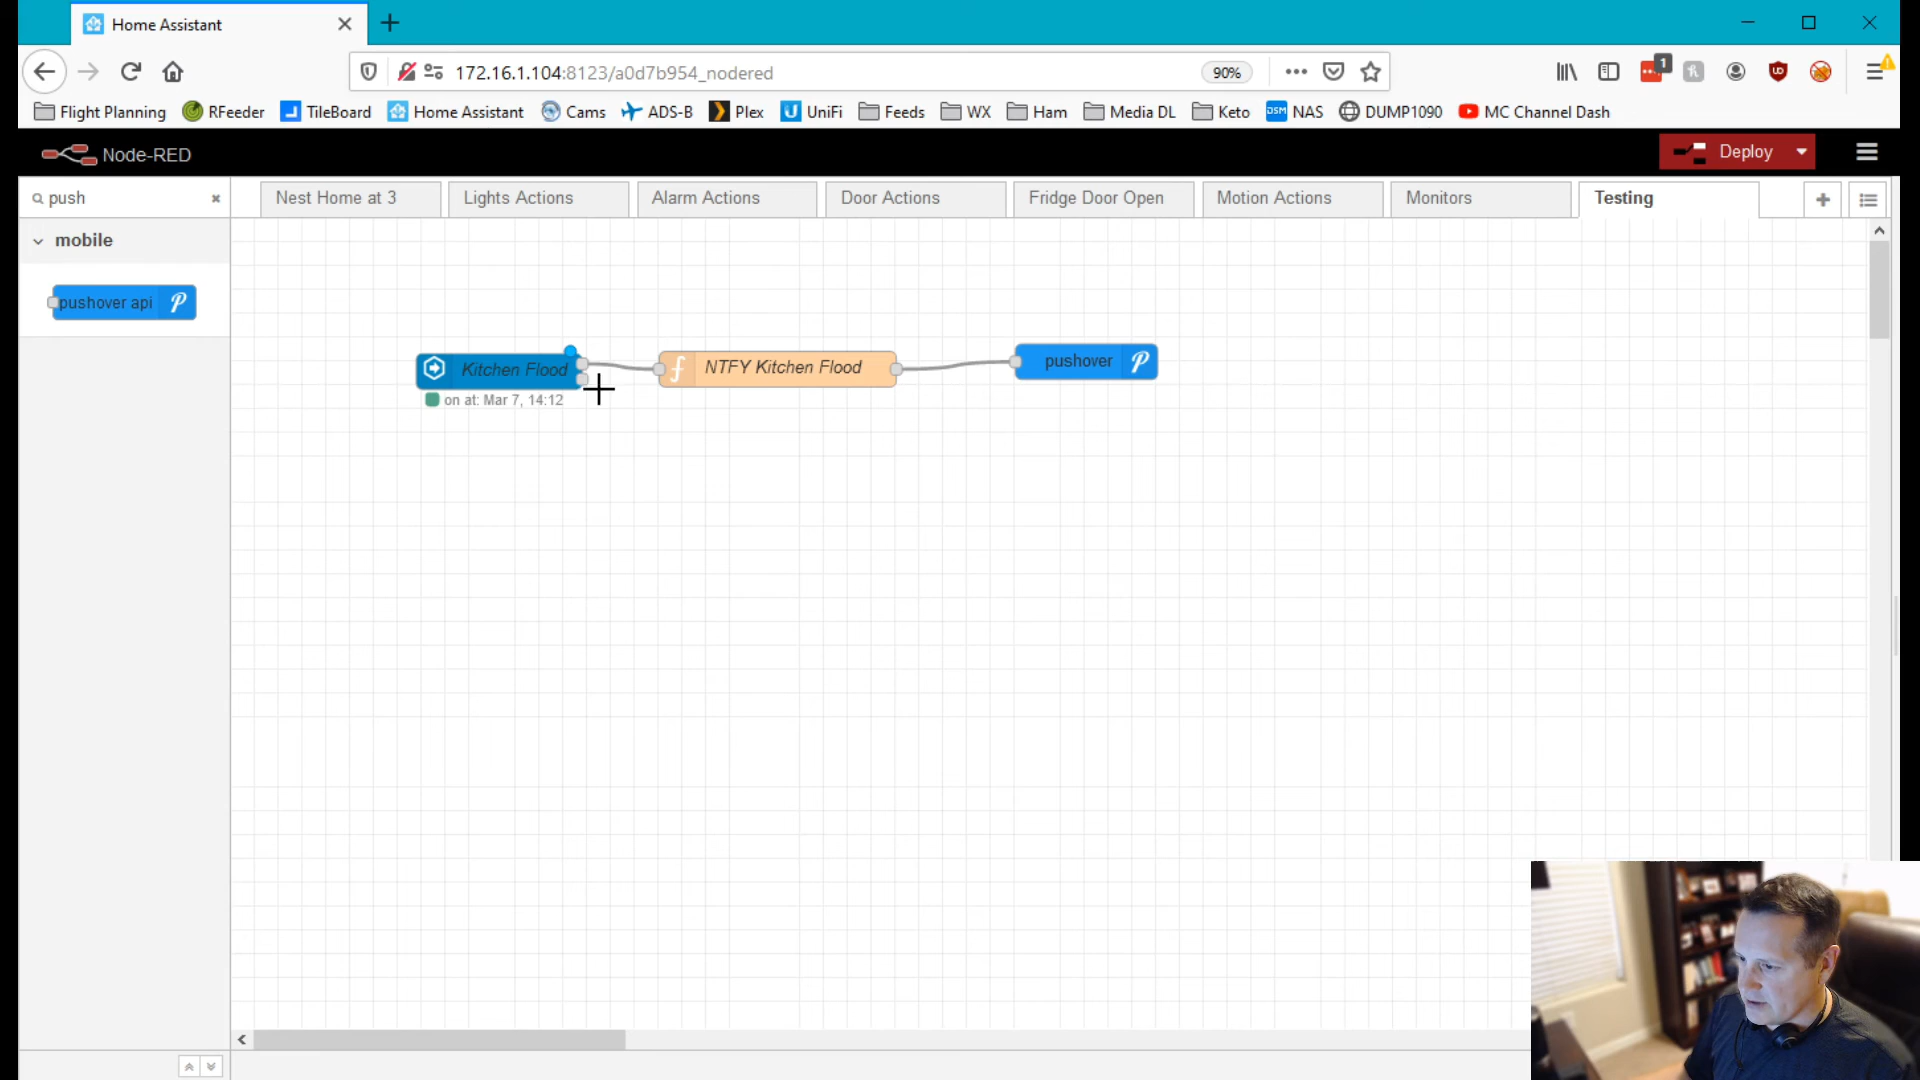 Home Assistant
172.16.1.104:8123/a0d7b954_nodered
90%
1
Flight Planning RFeeder TileBoard Home Assistant Cams ADS-B Plex UniFi Feeds WX Ham Media DL Keto DSM NAS DUMP1090 MC Channel Dash
Node-RED
Deploy
push
Nest Home at 3 Lights Actions Alarm Actions Door Actions Fridge Door Open Motion Actions Monitors Testing
mobile
pushover api
Kitchen Flood
NTFY Kitchen Flood
pushover
on at: Mar 7, 14:12